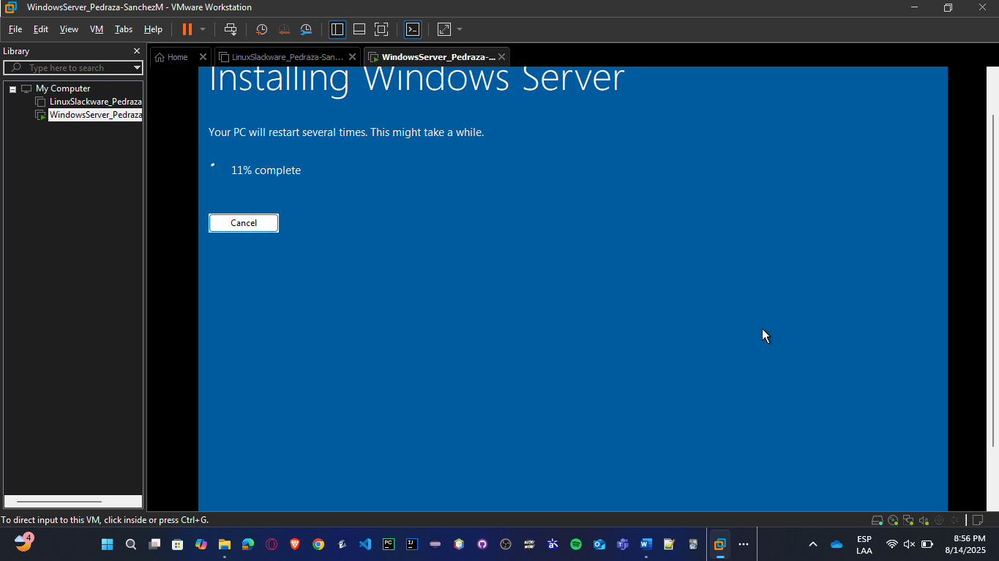 WindowsServer_Pedraza-SanchezM - VMware Workstation
File Edit View VM Tabs Help
Library
Type here to search
My Computer
LinuxSlackware_Pedraza
WindowsServer_Pedraza
Home
LinuxSlackware_Pedraza-San...
WindowsServer_Pedraza-...
Installing Windows Server
Your PC will restart several times. This might take a while.
11% complete
Cancel
To direct input to this VM, click inside or press Ctrl+G.
4
PC
IJ
ESP
LAA
8:56 PM
8/14/2025